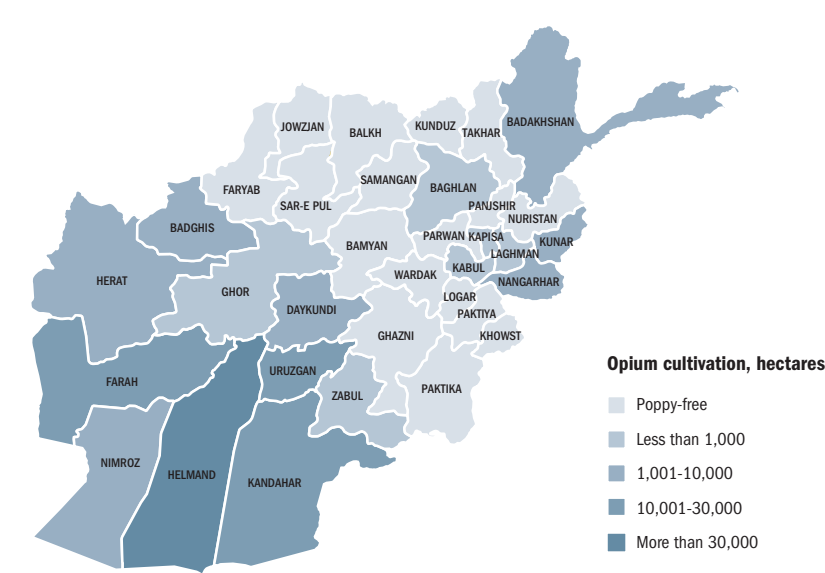 BADAKHSHAN
JOWZJAN
BALKH
KUNDUZ
TAKHAR
SAMANGAN
FARYAB
BAGHLAN
SAR-E PUL
PANJSHIR
NURISTAN
BADGHIS
PARWAN
KAPISA
BAMYAN
KUNAR
LAGHMAN
KABUL
WARDAK
HERAT
NANGARHAR
GHOR
LOGAR
DAYKUNDI
PAKTIYA
GHAZNI
KHOWST
URUZGAN
FARAH
PAKTIKA
ZABUL
NIMROZ
HELMAND
KANDAHAR
Opium cultivation, hectares
Poppy-free
Less than 1,000
1,001-10,000
10,001-30,000
More than 30,000